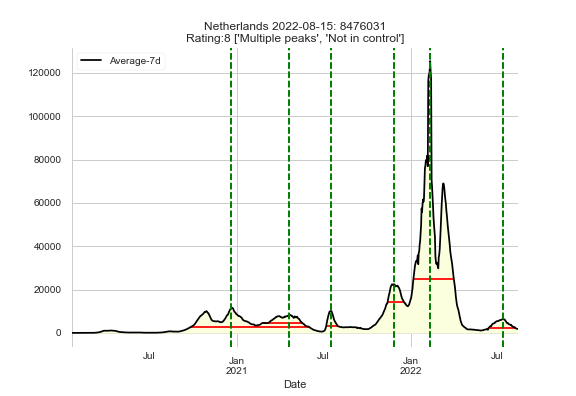 Netherlands 2022-08-15: 8476031
Rating:8 ['Multiple peaks', 'Not in control']
Average-7d
120000
100000
80000
60000
40000
20000
0
Jul
Jan
2021
Jul
Jan
2022
Jul
Date